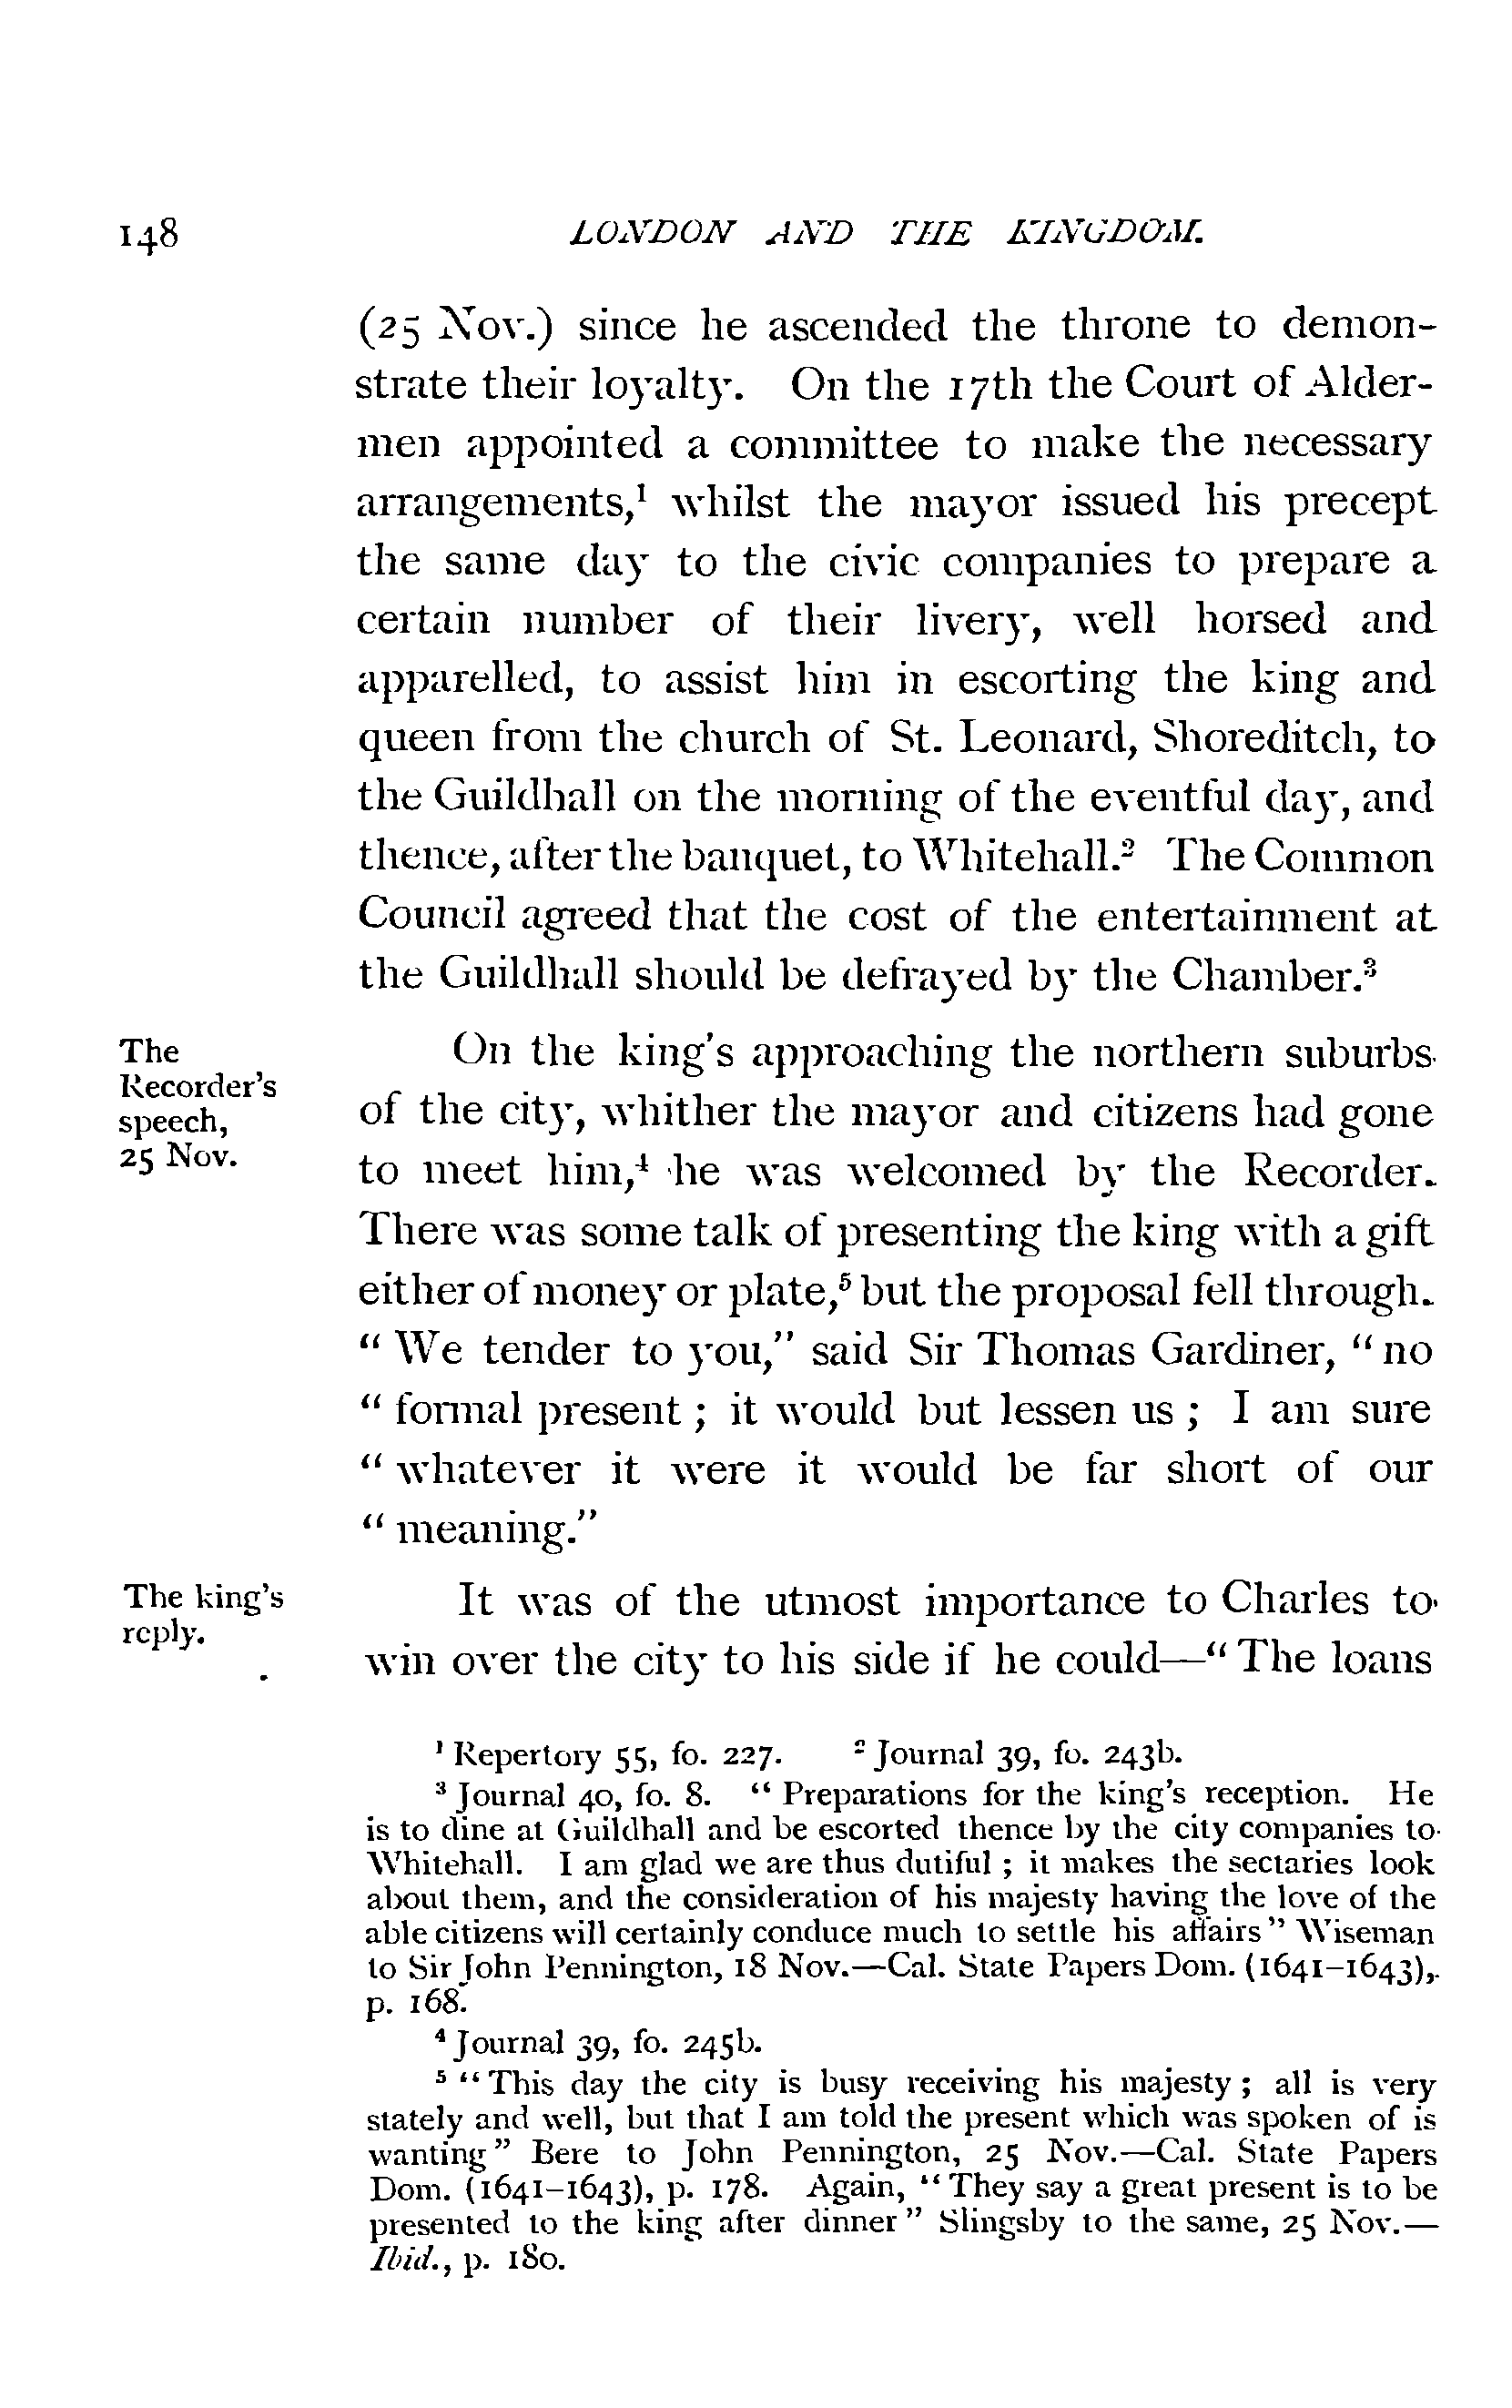 148 LONDON AND THE KINGDOM.
(25 Nov.) since he ascended the throne to demon-
strate their loyalty. On the 17th the Court of Alder-
men appointed a committee to make the necessary
arrangements,¹ whilst the mayor issued his precept
the same day to the civic companies to prepare a
certain number of their livery, well horsed and
apparelled, to assist him in escorting the king and
queen from the church of St. Leonard, Shoreditch, to
the Guildhall on the morning of the eventful day, and
thence, after the banquet, to Whitehall.² The Common
Council agreed that the cost of the entertainment at
the Guildhall should be defrayed by the Chamber.³
The
Recorder's
speech,
25 Nov.
On the king's approaching the northern suburbs
of the city, whither the mayor and citizens had gone
to meet him,⁴ he was welcomed by the Recorder.
There was some talk of presenting the king with a gift
either of money or plate,⁵ but the proposal fell through.
" We tender to you," said Sir Thomas Gardiner, " no
" formal present ; it would but lessen us ; I am sure
" whatever it were it would be far short of our
" meaning."
The king's
reply.
It was of the utmost importance to Charles to
win over the city to his side if he could—" The loans
¹ Repertory 55, fo. 227. ² Journal 39, fo. 243b.
³ Journal 40, fo. 8. " Preparations for the king's reception. He
is to dine at Guildhall and be escorted thence by the city companies to
Whitehall. I am glad we are thus dutiful ; it makes the sectaries look
about them, and the consideration of his majesty having the love of the
able citizens will certainly conduce much to settle his affairs " Wiseman
to Sir John Pennington, 18 Nov.—Cal. State Papers Dom. (1641–1643),
p. 168.
⁴ Journal 39, fo. 245b.
⁵ " This day the city is busy receiving his majesty ; all is very
stately and well, but that I am told the present which was spoken of is
wanting " Bere to John Pennington, 25 Nov.—Cal. State Papers
Dom. (1641–1643), p. 178. Again, " They say a great present is to be
presented to the king after dinner " Slingsby to the same, 25 Nov.—
Ibid., p. 180.